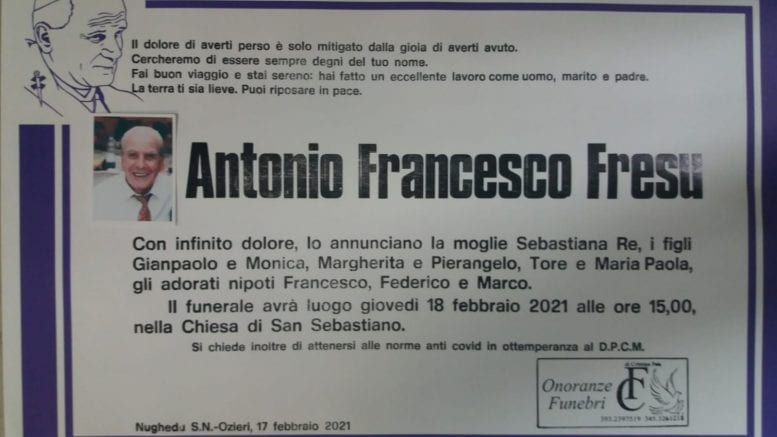 Il dolore di averti perso è solo mitigato dalla gioia di averti avuto.
Cercheremo di essere sempre degni del tuo nome.
Fai buon viaggio e stai sereno: hai fatto un eccellente lavoro come uomo, marito e padre.
La terra ti sia lieve. Puoi riposare in pace.
Antonio Francesco Fresu
Con infinito dolore, lo annunciano la moglie Sebastiana Re, i figli
Gianpaolo e Monica, Margherita e Pierangelo, Tore e Maria Paola,
gli adorati nipoti Francesco, Federico e Marco.
Il funerale avrà luogo giovedì 18 febbraio 2021 alle ore 15,00,
nella Chiesa di San Sebastiano.
Si chiede inoltre di attenersi alle norme anti covid in ottemperanza al D.P.C.M.
Onoranze
Funebri
CF
Nughedu S.N.-Ozieri, 17 febbraio 2021